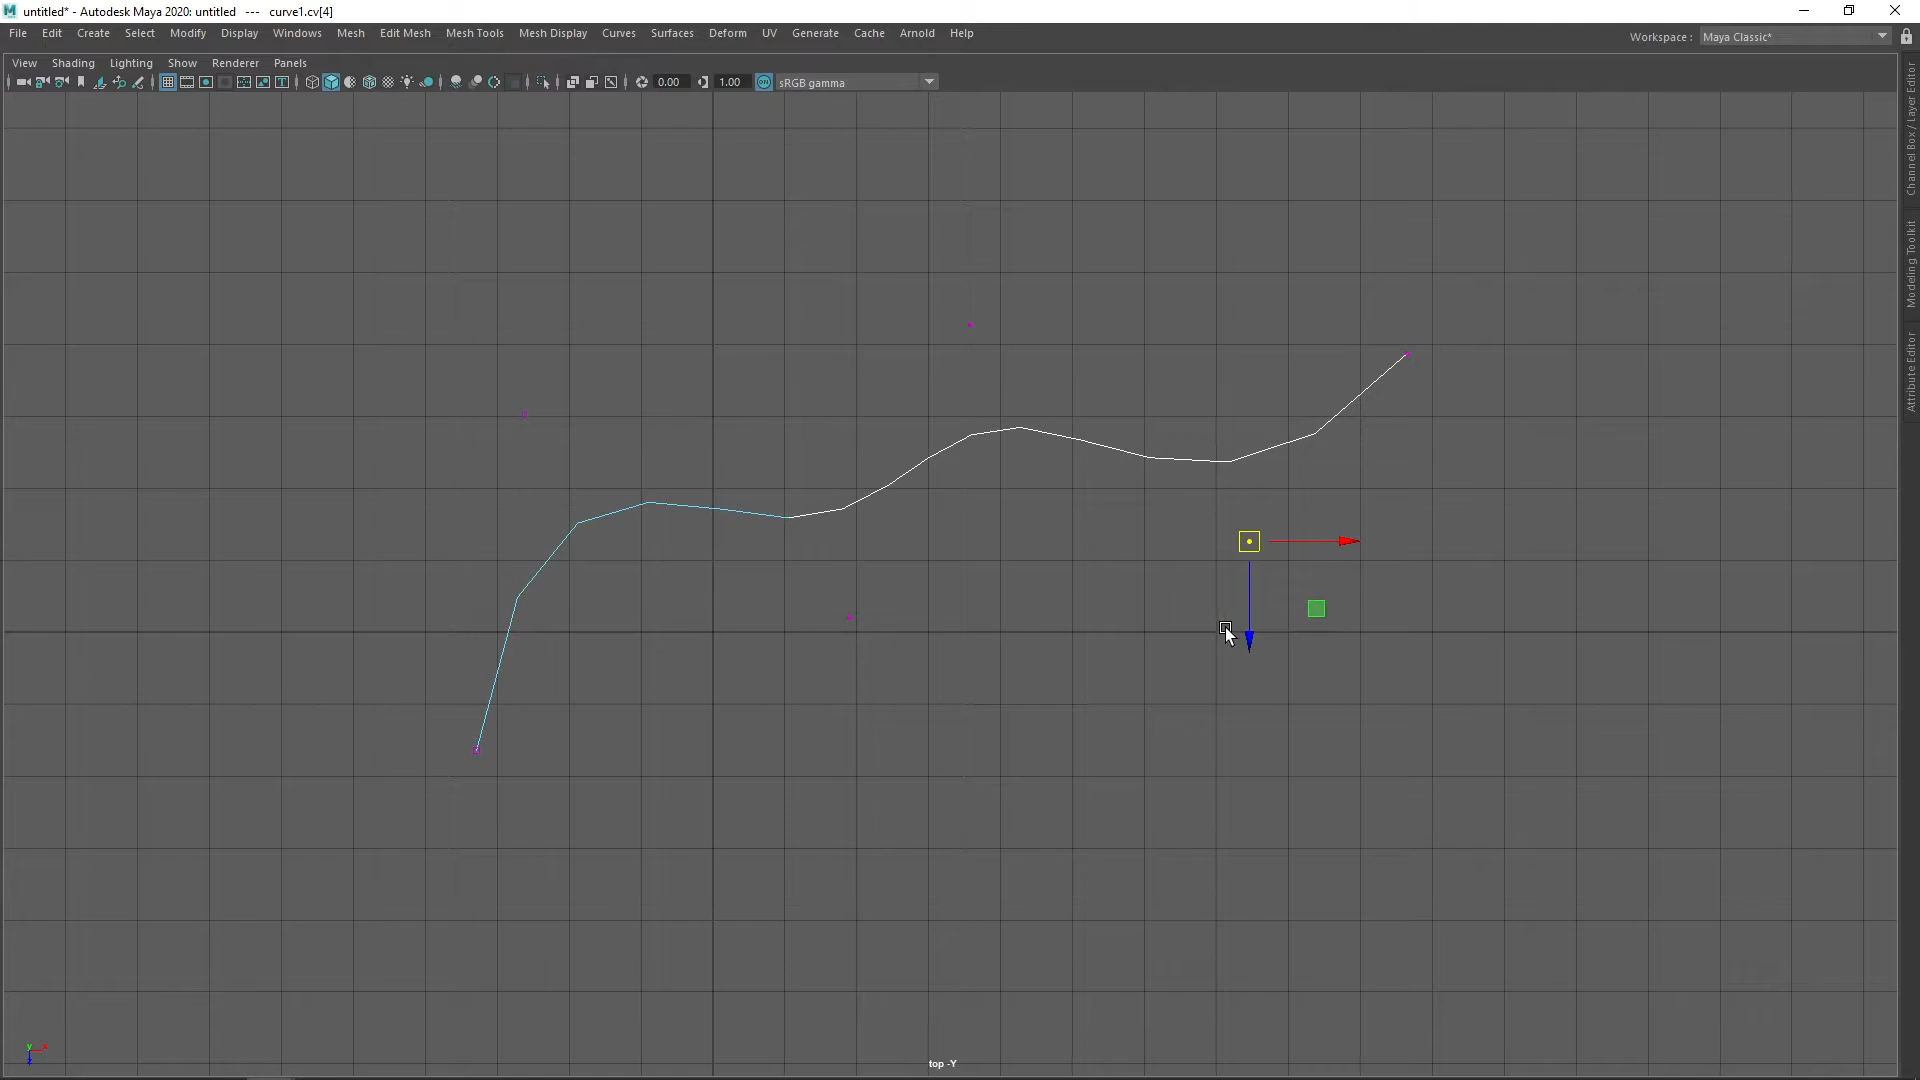 untitled* - Autodesk Maya 2020: untitled --- curve1.cv[4]
File Edit Create Select Modify Display Windows Mesh Edit Mesh Mesh Tools Mesh Display Curves Surfaces Deform UV Generate Cache Arnold Help
Workspace : Maya Classic*
View Shading Lighting Show Renderer Panels
0.00 1.00 ON sRGB gamma
Channel Box / Layer Editor
Modeling Toolkit
Attribute Editor
y x
z
top -Y